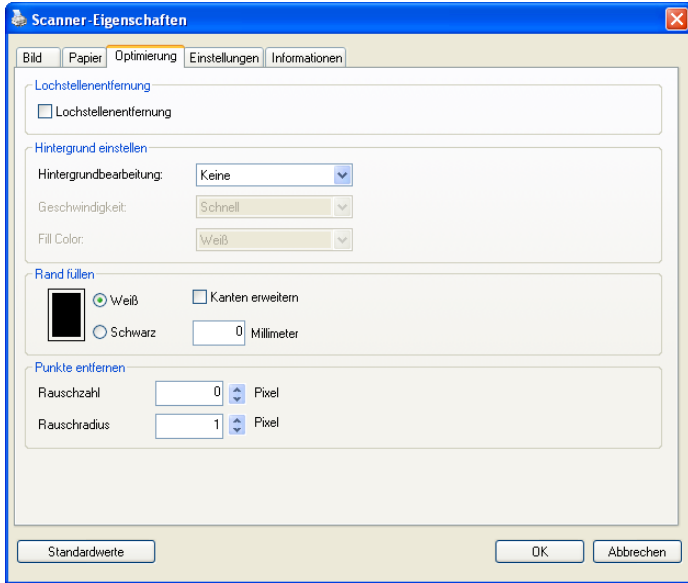 Scanner-Eigenschaften
Bild Papier Optimierung Einstellungen Informationen
Lochstellenentfernung
Lochstellenentfernung
Hintergrund einstellen
Hintergrundbearbeitung: Keine
Geschwindigkeit: Schnell
Fill Color: Weiß
Rand füllen
Weiß Kanten erweitern
Schwarz 0 Millimeter
Punkte entfernen
Rauschzahl 0 Pixel
Rauschradius 1 Pixel
Standardwerte OK Abbrechen